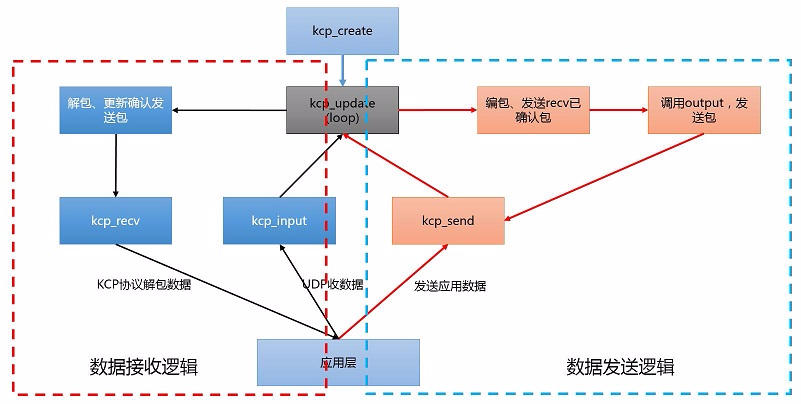 kcp_create
解包、更新确认发
送包
kcp_update
(loop)
编包、发送recv已
确认包
调用output，发
送包
kcp_recv
kcp_input
kcp_send
KCP协议解包数据
UDP收数据
发送应用数据
数据接收逻辑
应用层
数据发送逻辑